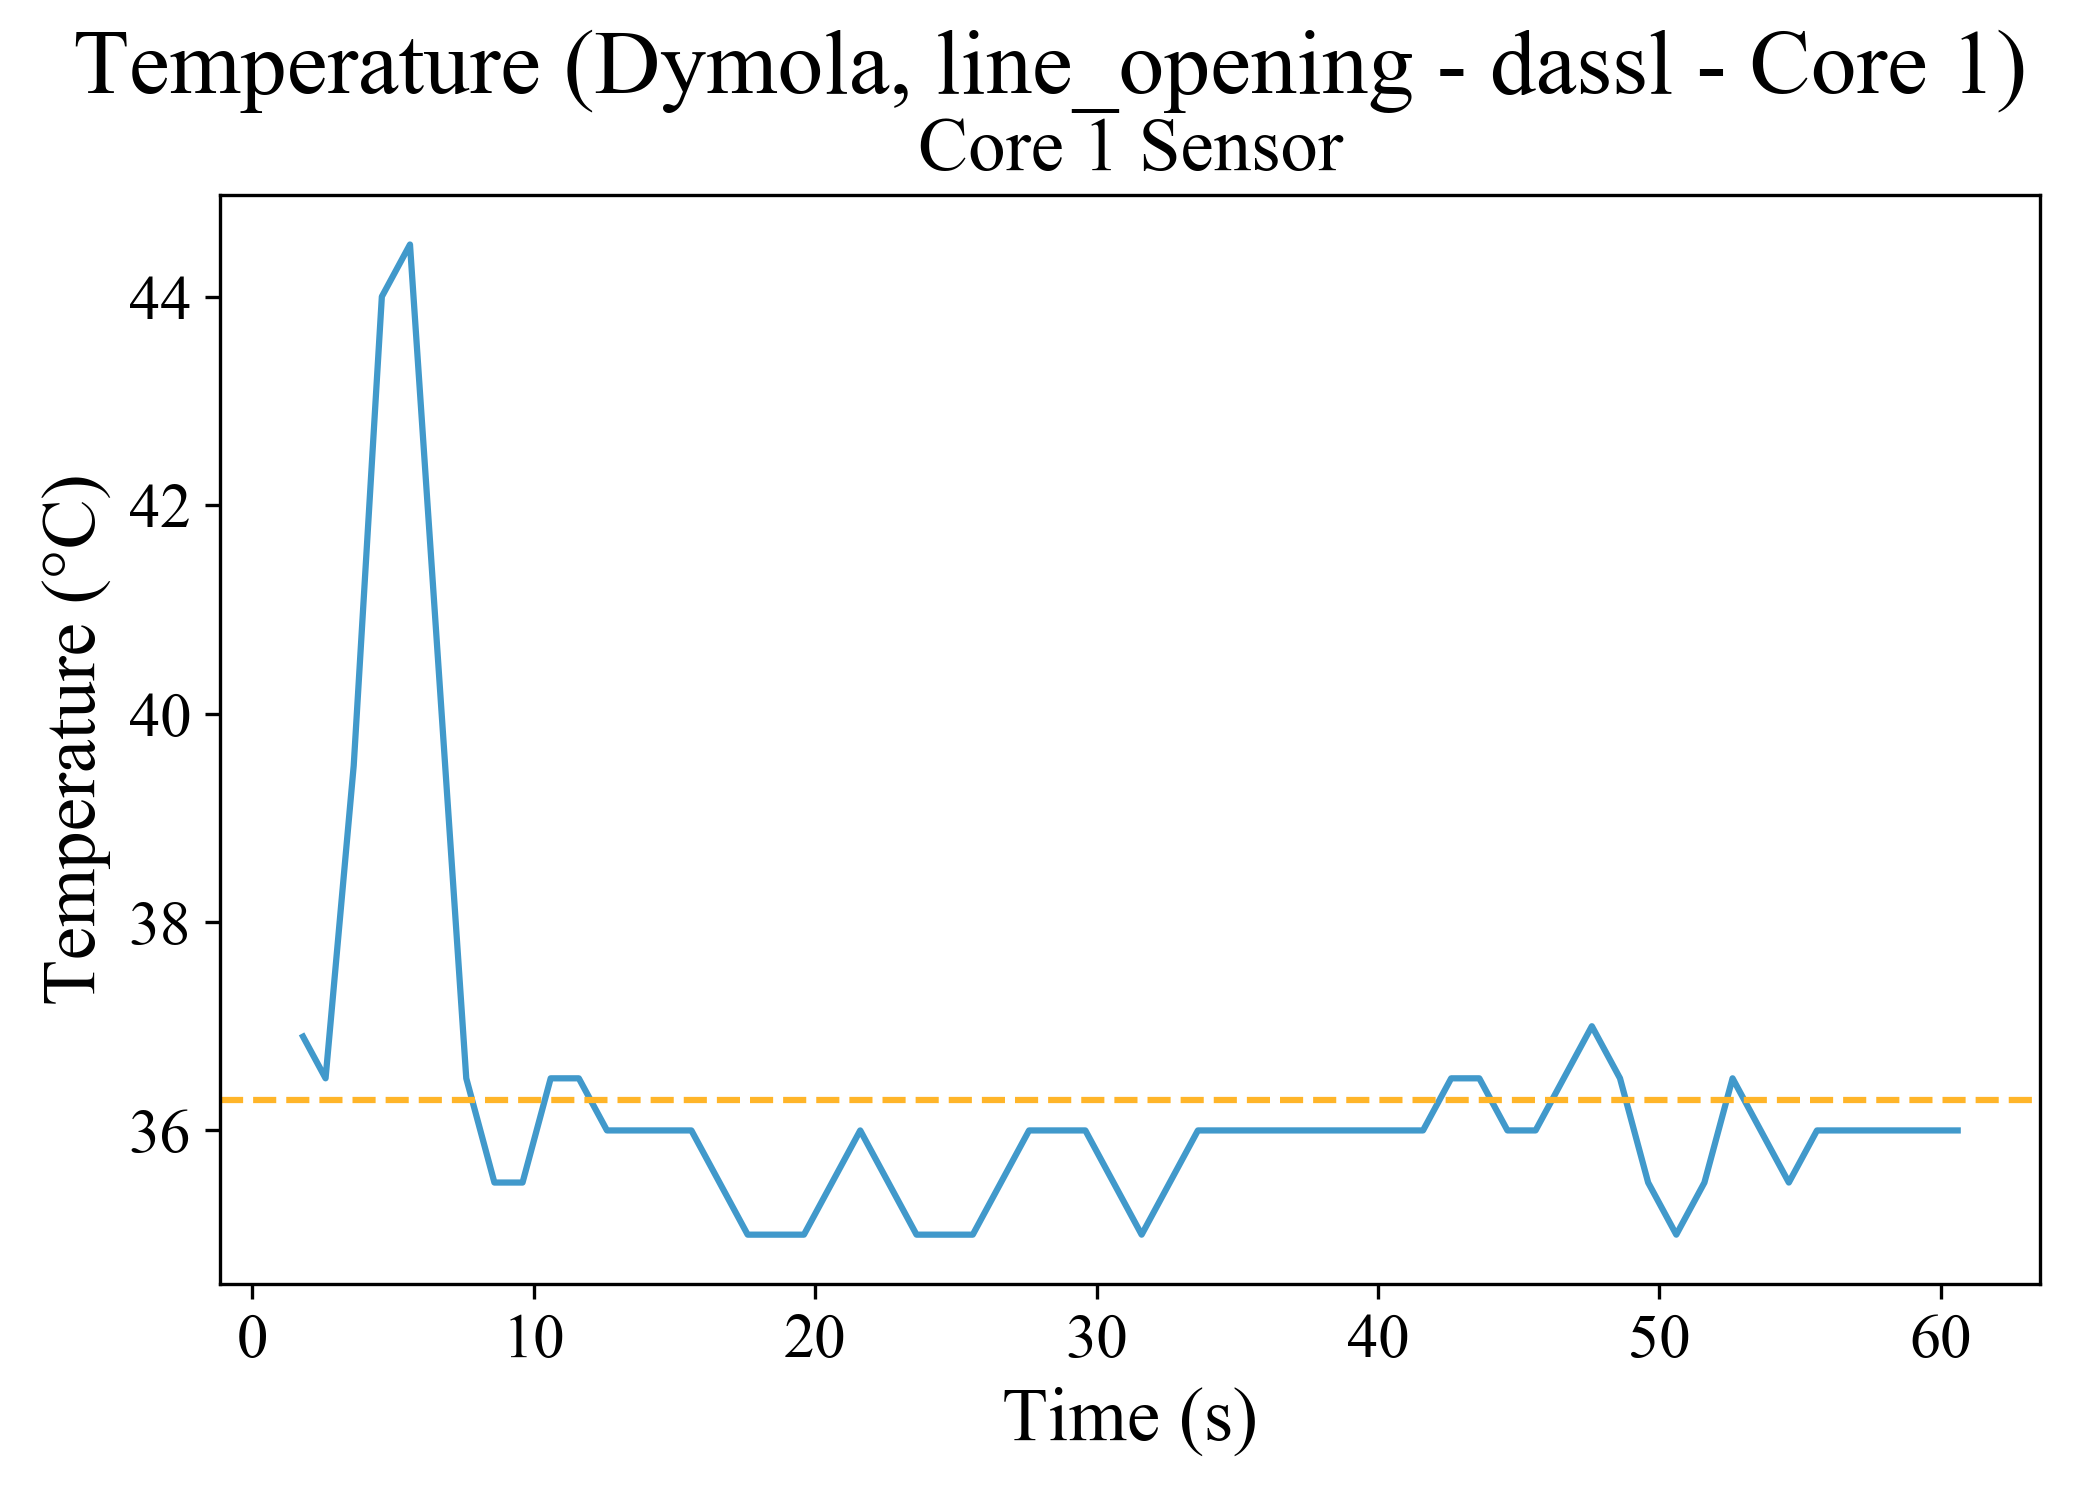 Temperature (Dymola, line_opening - dassl - Core 1)
Core 1 Sensor
44
42
40
38
36
Temperature (°C)
0 10 20 30 40 50 60
Time (s)